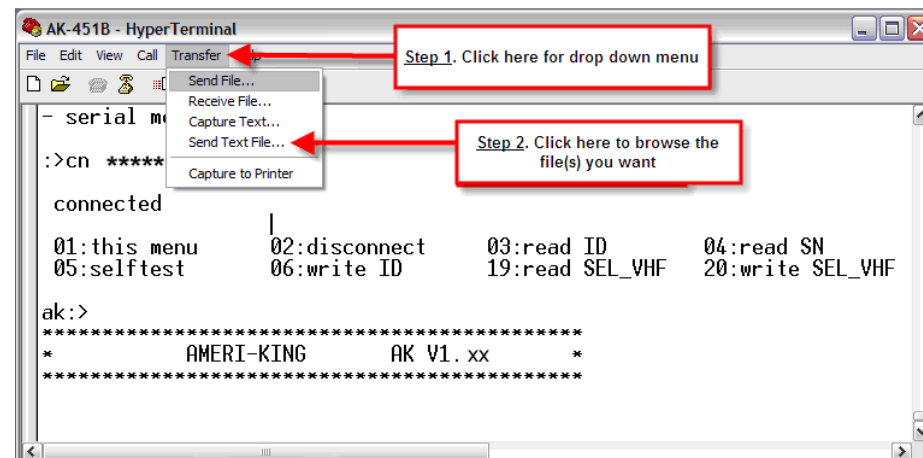 AK-451B - HyperTerminal
File Edit View Call Transfer
Step 1. Click here for drop down menu
Send File...
Receive File...
Capture Text...
Send Text File...
Capture to Printer
Step 2. Click here to browse the
file(s) you want
- serial
:>cn *****
connected
01:this menu 02:disconnect 03:read ID 04:read SN
05:selftest 06:write ID 19:read SEL_VHF 20:write SEL_VHF
ak:>
*********************************************
* AMERI-KING AK V1.xx *
*********************************************